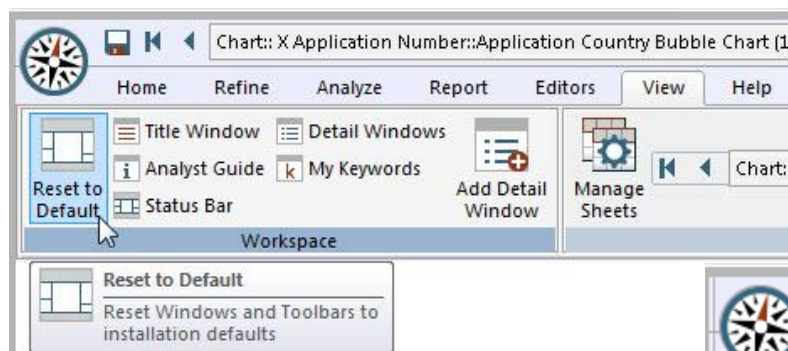 Chart:: X Application Number::Application Country Bubble Chart (1
Home Refine Analyze Report Editors View Help
Title Window Detail Windows
Analyst Guide k My Keywords
Status Bar
Reset to
Default
Add Detail
Window
Manage
Sheets
Chart:
Workspace
Reset to Default
Reset Windows and Toolbars to
installation defaults